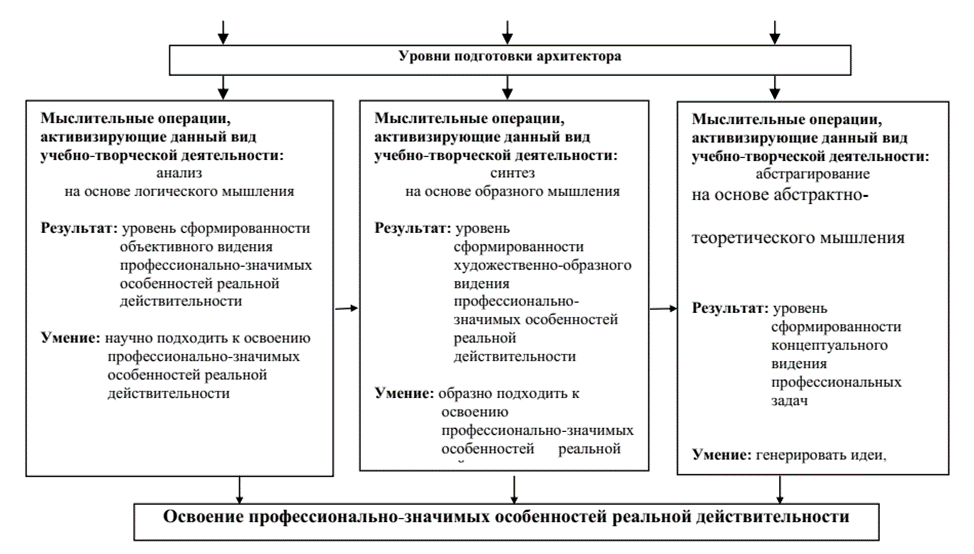 Уровни подготовки архитектора
Мыслительные операции,
активизирующие данный вид
учебно-творческой деятельности:
анализ
на основе логического мышления
Результат: уровень сформированности
объективного видения
профессионально-значимых
особенностей реальной
действительности
Умение: научно подходить к освоению
профессионально-значимых
особенностей реальной
действительности
Мыслительные операции,
активизирующие данный вид
учебно-творческой деятельности:
синтез
на основе образного мышления
Результат: уровень
сформированности
художественно-образного
видения
профессионально-
значимых особенностей
реальной
действительности
Умение: образно подходить к
освоению
профессионально-значимых
особенностей реальной
Мыслительные операции,
активизирующие данный вид
учебно-творческой деятельности:
абстрагирование
на основе абстрактно-
теоретического мышления
Результат: уровень
сформированности
концептуального
видения
профессиональных
задач
Умение: генерировать идеи,
Освоение профессионально-значимых особенностей реальной действительности